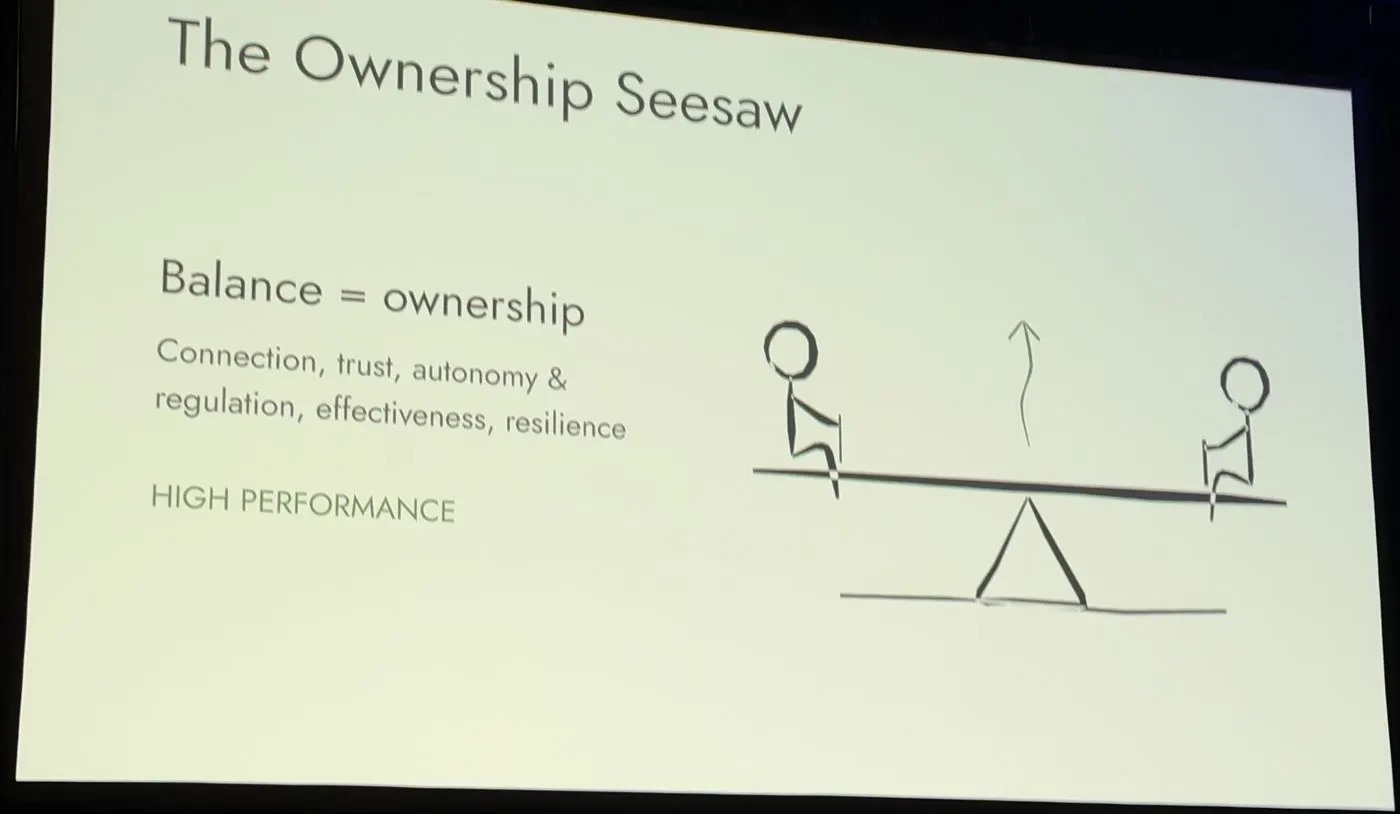 The Ownership Seesaw
Balance = ownership
Connection, trust, autonomy &
regulation, effectiveness, resilience
HIGH PERFORMANCE